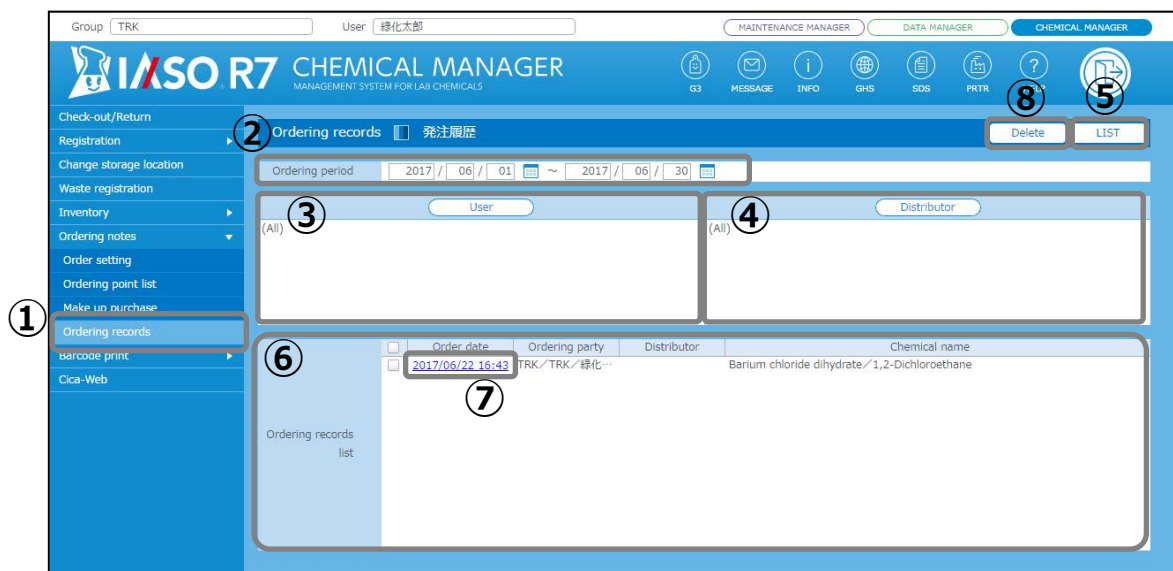 Group TRK User 緑化太郎 MAINTENANCE MANAGER DATA MANAGER CHEMICAL MANAGER
IASO R7 CHEMICAL MANAGER
MANAGEMENT SYSTEM FOR LAB CHEMICALS
G3 MESSAGE INFO GHS SDS PRTR
⑧ ⑤
Check-out/Return
Registration
Change storage location
Waste registration
Inventory
Ordering notes
Order setting
Ordering point list
Make up purchase
① Ordering records
Barcode print
Cica-Web
② Ordering records 発注履歴 Delete LIST
Ordering period 2017 / 06 / 01 ~ 2017 / 06 / 30
③ User ④ Distributor
(All) (All)
⑥ Order date Ordering party Distributor Chemical name
2017/06/22 16:43 TRK/TRK/緑化… Barium chloride dihydrate/1,2-Dichloroethane
⑦
Ordering records
list